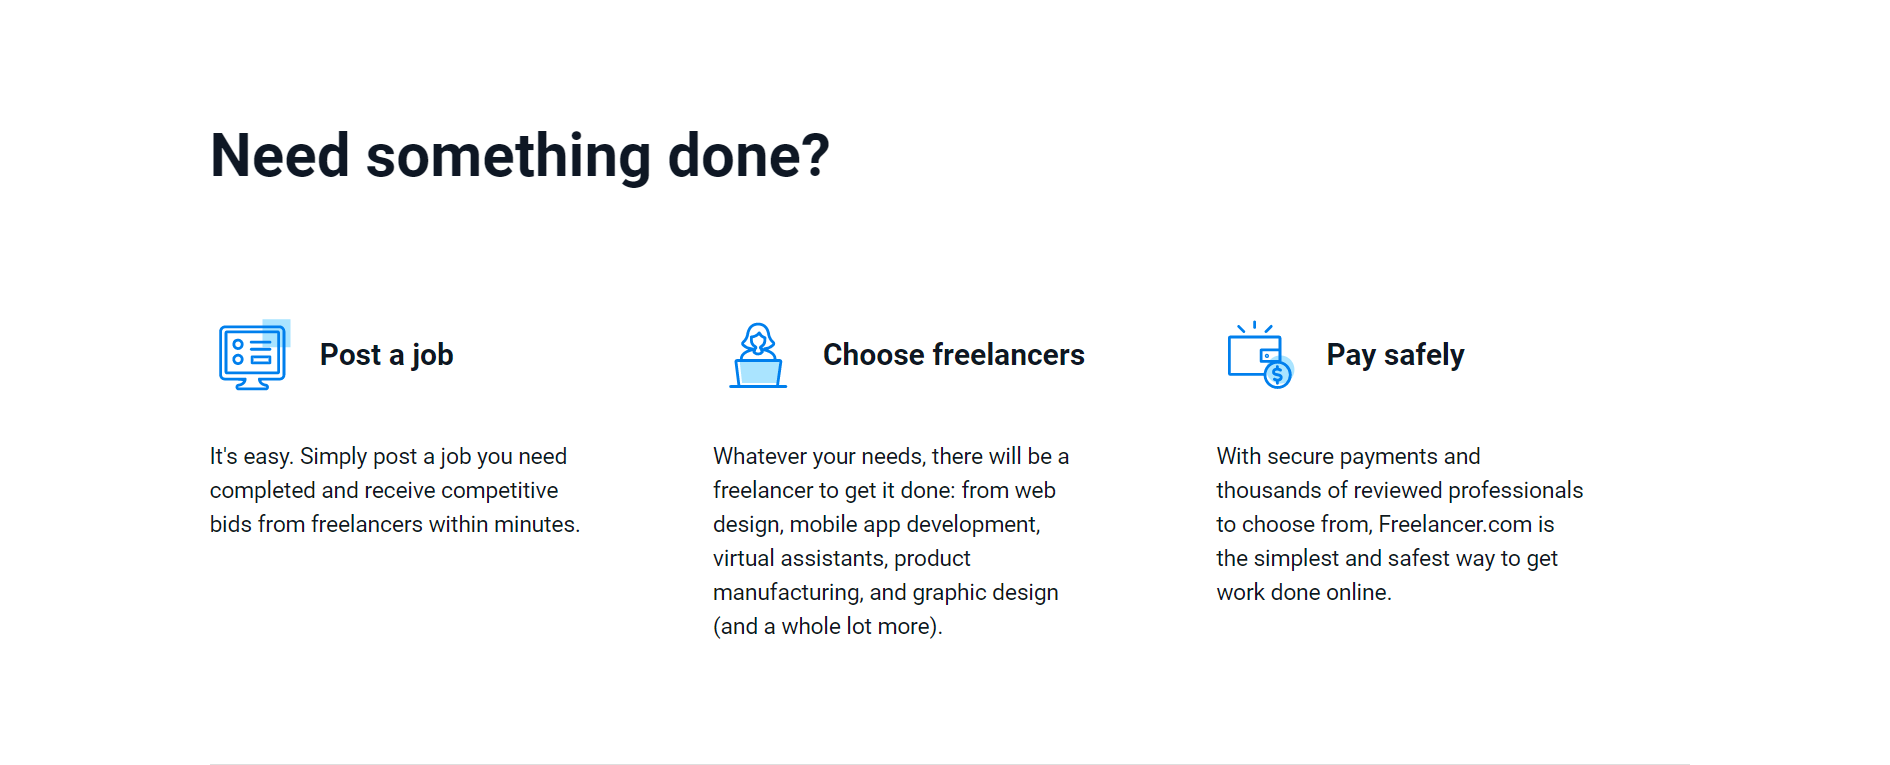 Need something done?
Post a job
It's easy. Simply post a job you need
completed and receive competitive
bids from freelancers within minutes.
Choose freelancers
Whatever your needs, there will be a
freelancer to get it done: from web
design, mobile app development,
virtual assistants, product
manufacturing, and graphic design
(and a whole lot more).
Pay safely
With secure payments and
thousands of reviewed professionals
to choose from, Freelancer.com is
the simplest and safest way to get
work done online.